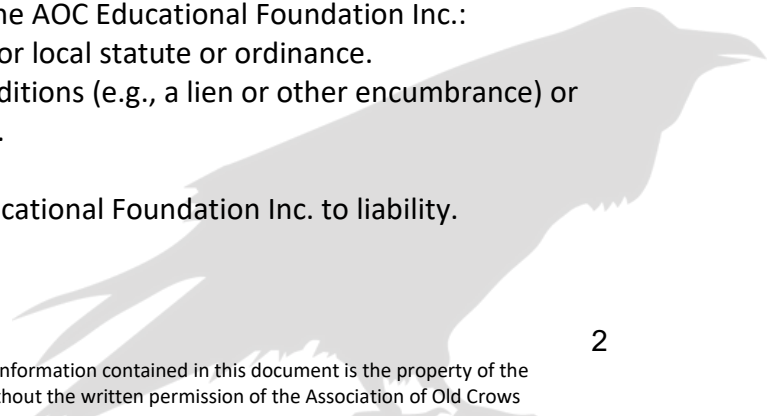 ne AOC Educational Foundation Inc.:
or local statute or ordinance.
ditions (e.g., a lien or other encumbrance) or
.
cational Foundation Inc. to liability.
2
nformation contained in this document is the property of the
thout the written permission of the Association of Old Crows